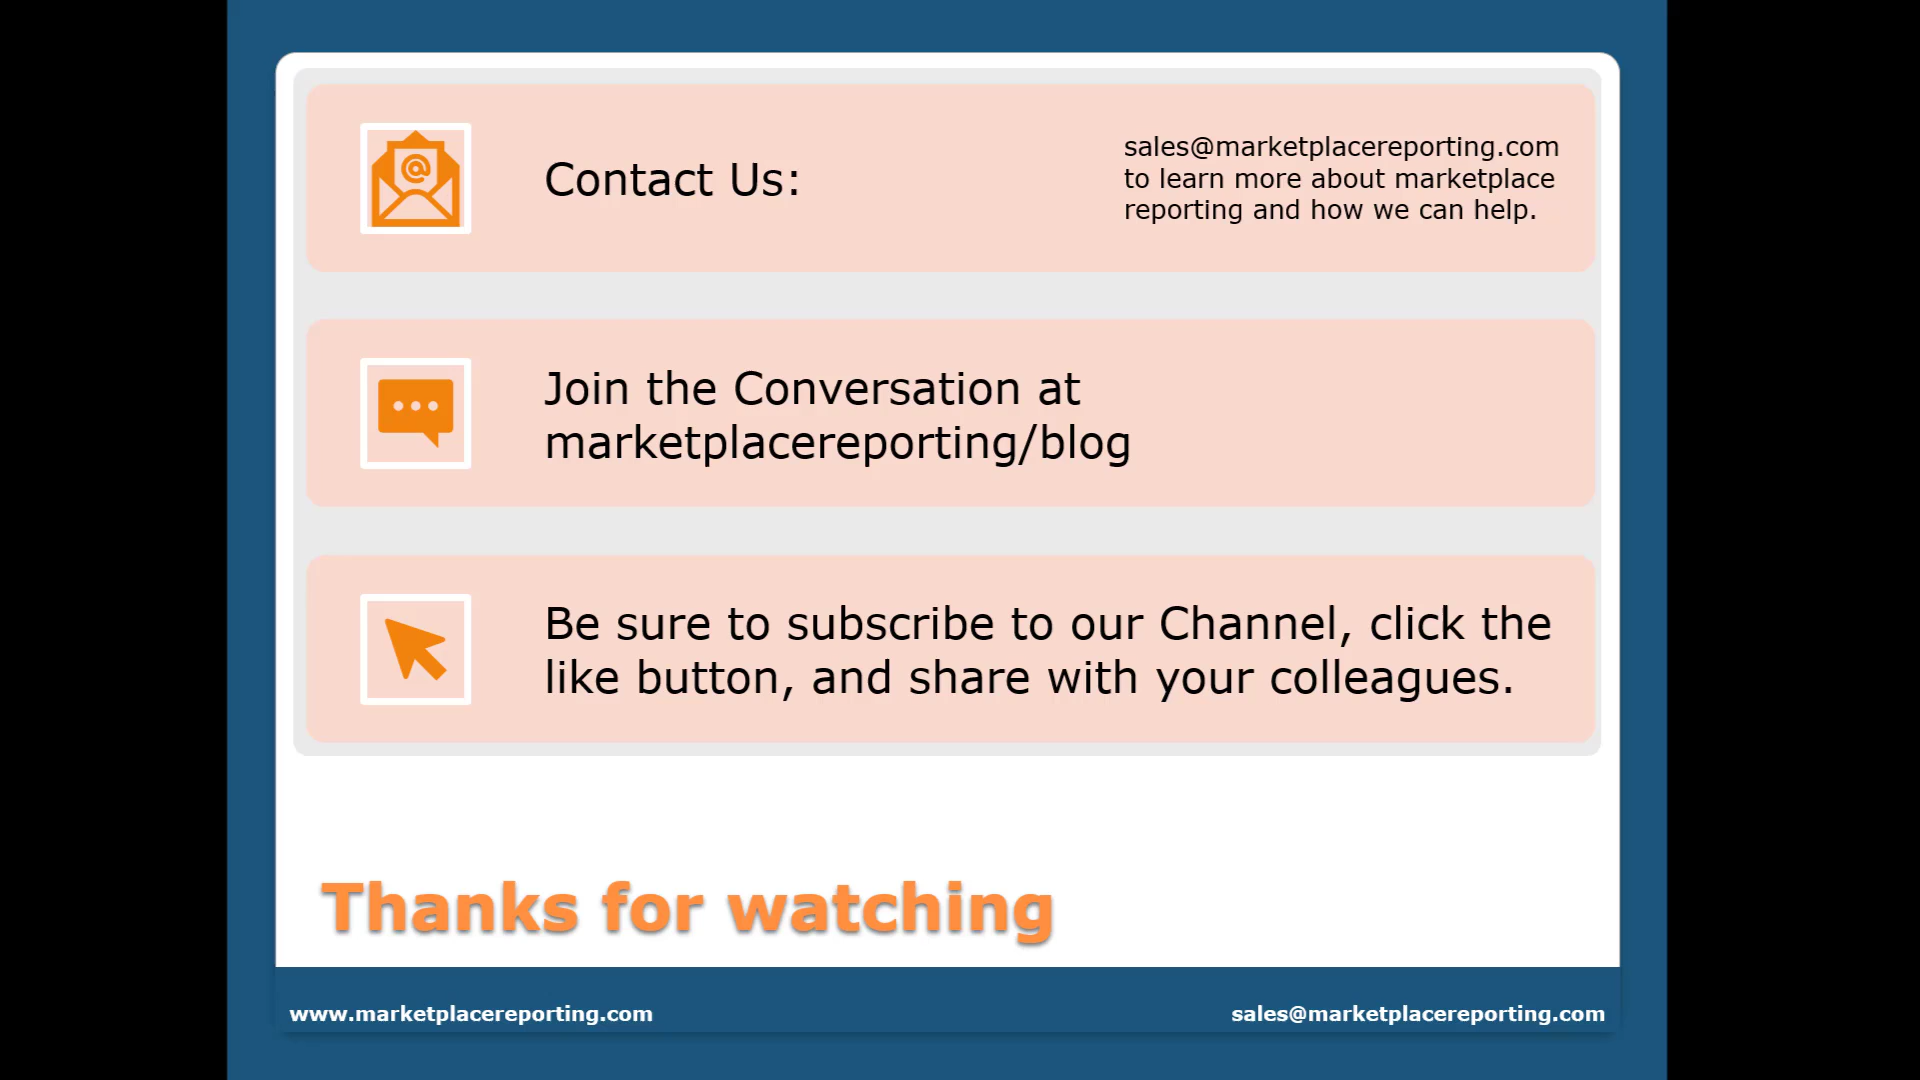 Contact Us:
sales@marketplacereporting.com
to learn more about marketplace
reporting and how we can help.
Join the Conversation at
marketplacereporting/blog
Be sure to subscribe to our Channel, click the
like button, and share with your colleagues.
Thanks for watching
www.marketplacereporting.com
sales@marketplacereporting.com